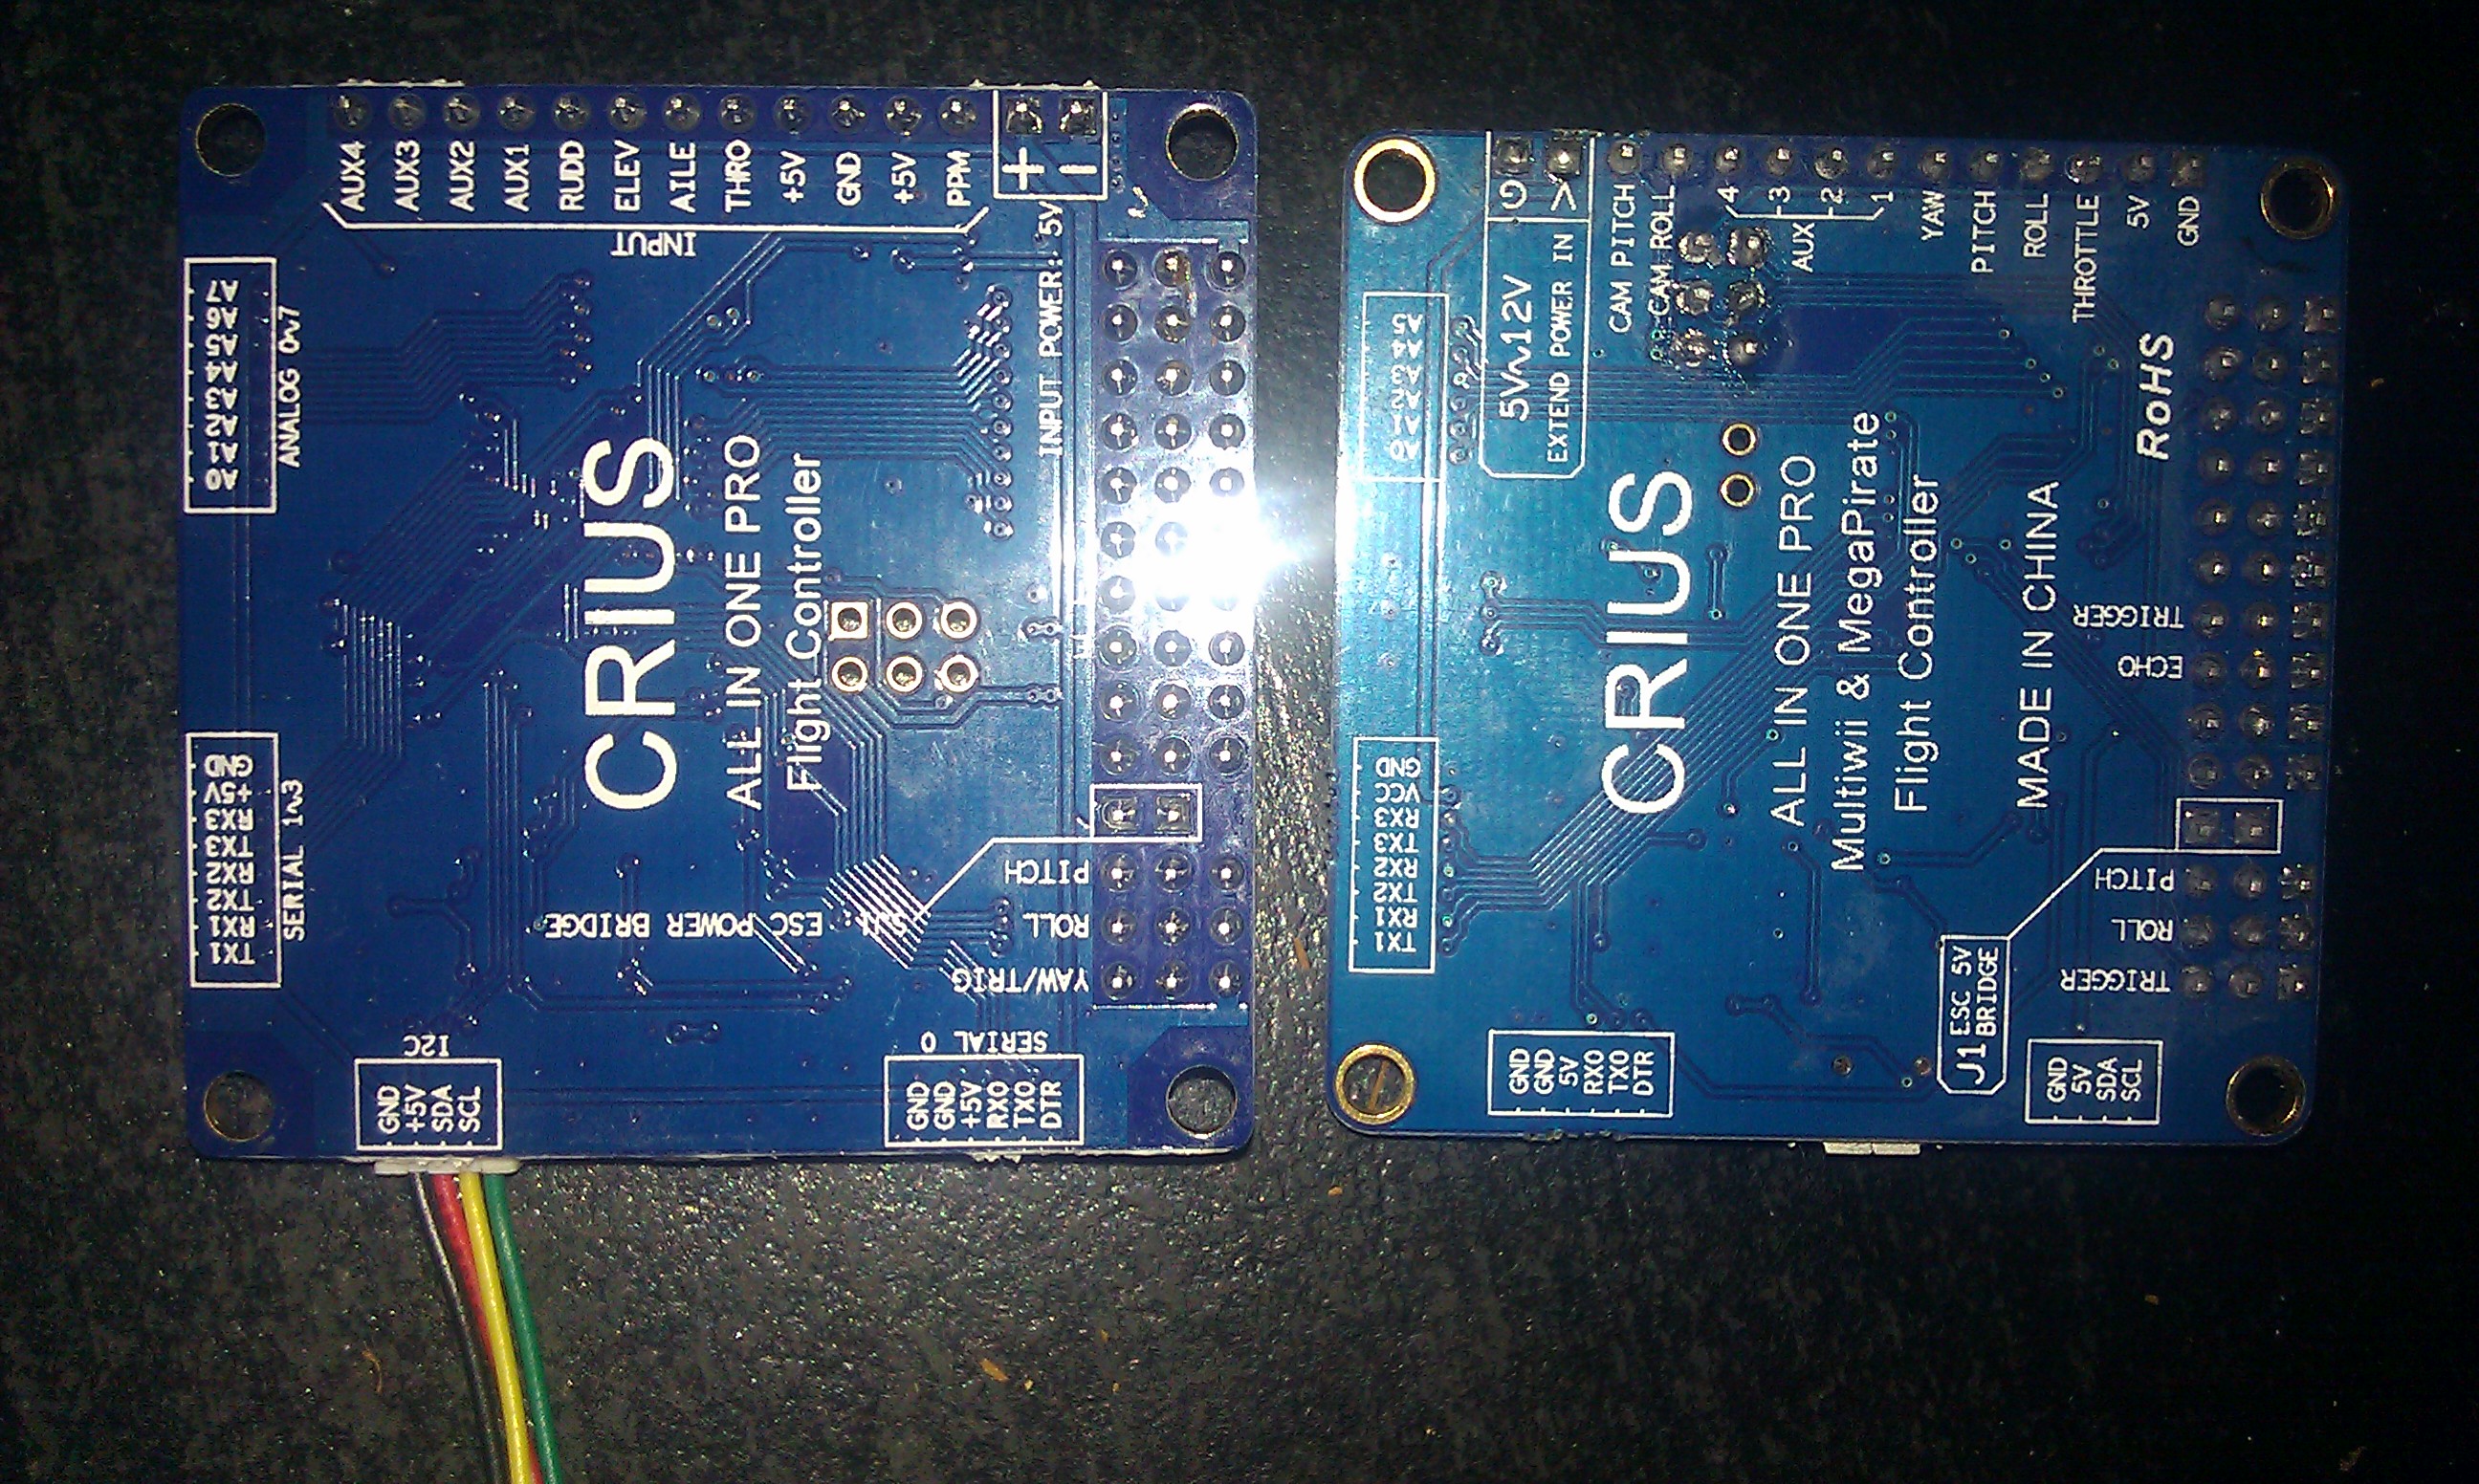 AUX4
AUX3
AUX2
AUX1
RUDD
ELEV
AILE
THRO
+5V
GND
+5V
PPM
+
-
INPUT
INPUT POWER: 5V
A7
A6
A5
A4
A3
A2
A1
A0
ANALOG 0~7
CRIUS
ALL IN ONE PRO
Flight Controller
GND
+5V
RX3
TX3
RX2
TX2
RX1
TX1
SERIAL 1~3
ESC POWER BRIDGE
PITCH
ROLL
YAW/TRIG
I2C
GND
+5V
SDA
SCL
SERIAL 0
GND
GND
+5V
RX0
TX0
DTR
G
V
5V~12V
EXTEND POWER IN
CAM PITCH
CAM ROLL
4
3
2
1
AUX
YAW
PITCH
ROLL
THROTTLE
5V
GND
A5
A4
A3
A2
A1
A0
RoHS
CRIUS
ALL IN ONE PRO
Multiwii & MegaPirate
Flight Controller
MADE IN CHINA
TRIGGER
ECHO
GND
VCC
RX3
TX3
RX2
TX2
RX1
TX1
PITCH
ROLL
TRIGGER
J1
ESC 5V
BRIDGE
GND
GND
5V
RX0
TX0
DTR
GND
5V
SDA
SCL